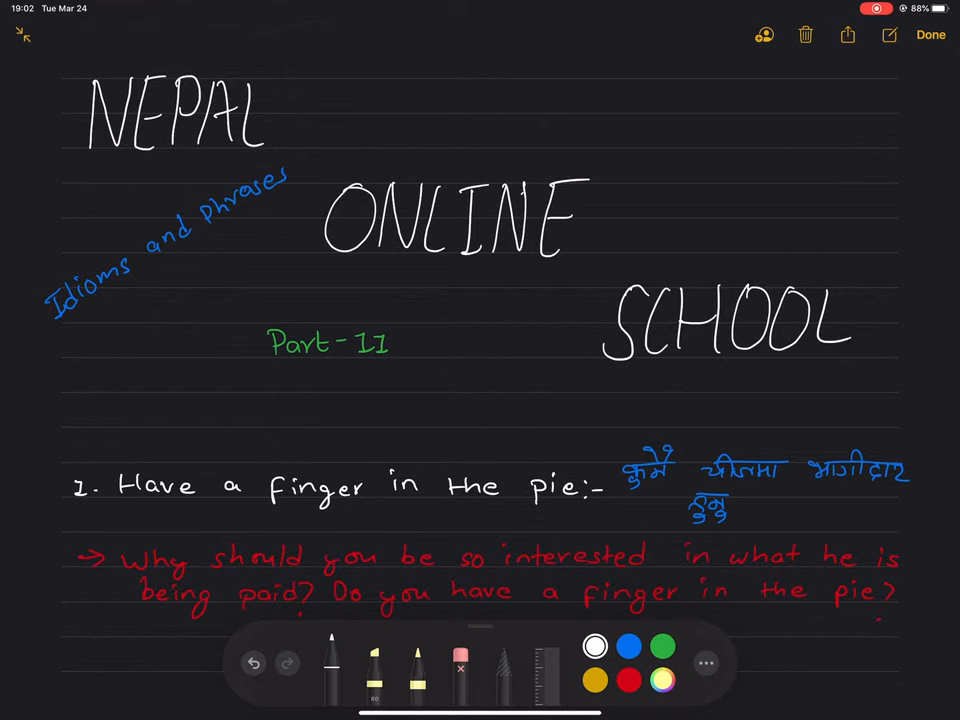 19:02 Tue Mar 24
88%
Done
NEPAL
Idioms and Phrases
ONLINE
SCHOOL
Part-11
1. Have a finger in the pie:- कुनै चीजमा भागीदार
हुनु
→ Why should you be so interested in what he is
being paid? Do you have a finger in the pie?
80